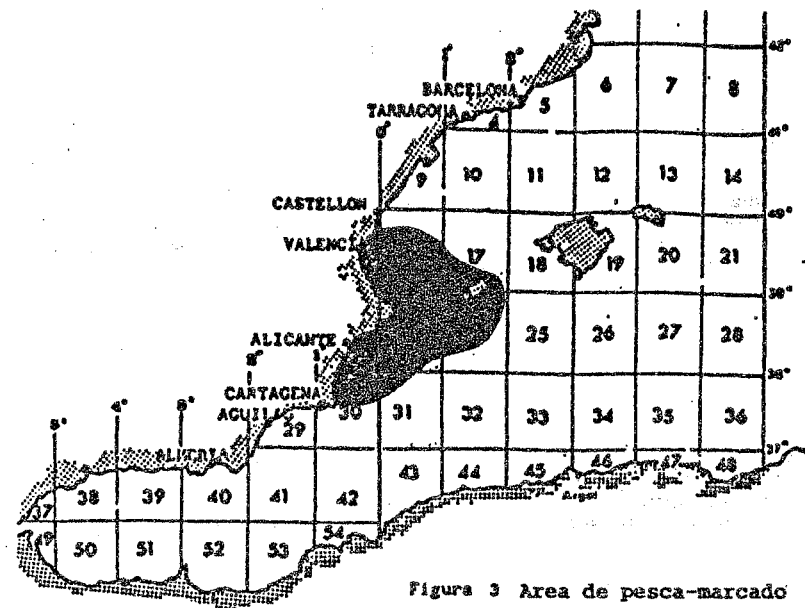 42°
6 7 8
1° 2°
BARCELONA
5
TARRAGONA
4
41°
0°
9 10 11 12 13 14
CASTELLON
40°
VALENCIA
17 18 19 20 21
39°
25 26 27 28
ALICANTE
38°
2° 1°
CARTAGENA
AGUILAS
29 30 31 32 33 34 35 36
5° 4° 3°
ALMERIA
37°
43 44 45 46 47 48
37 38 39 40 41 42
49 50 51 52 53 54
Figura 3 Area de pesca-marcado